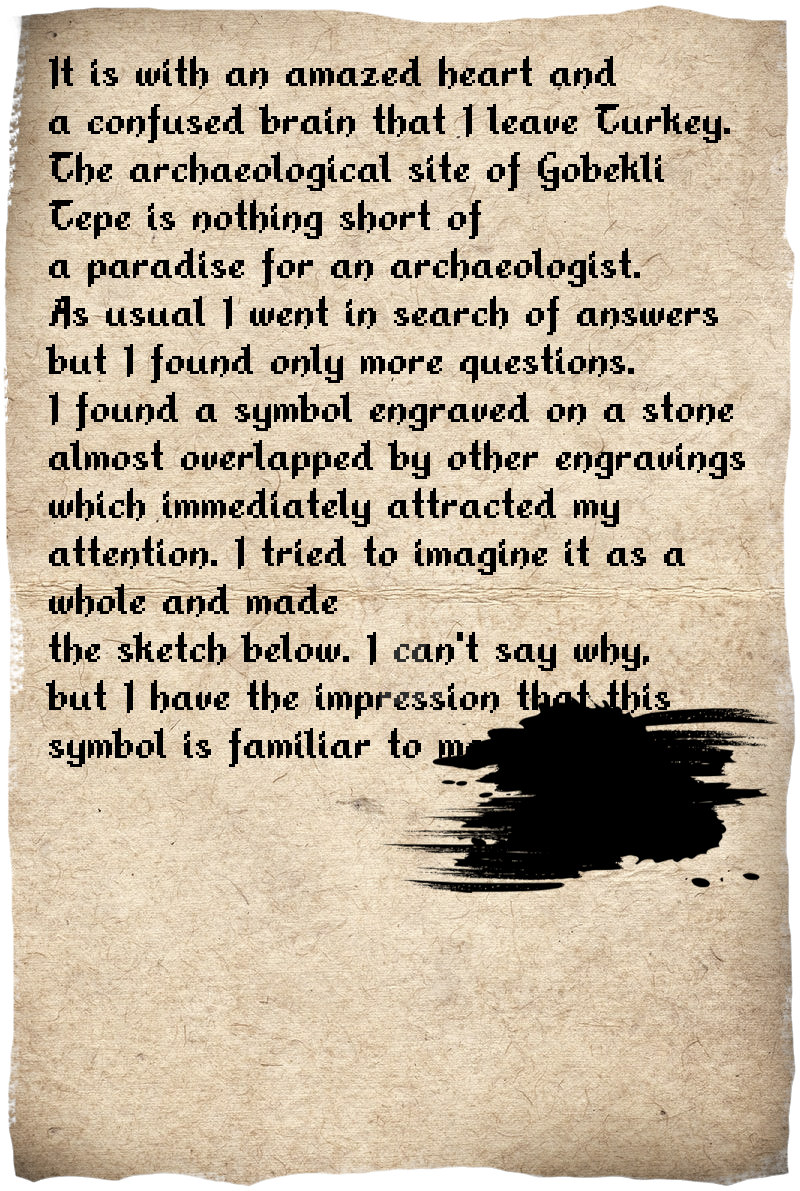 It is with an amazed heart and
a confused brain that I leave Turkey.
The archaeological site of Gobekli
Tepe is nothing short of
a paradise for an archaeologist.
As usual I went in search of answers
but I found only more questions.
I found a symbol engraved on a stone
almost overlapped by other engravings
which immediately attracted my
attention. I tried to imagine it as a
whole and made
the sketch below. I can't say why,
but I have the impression that this
symbol is familiar to